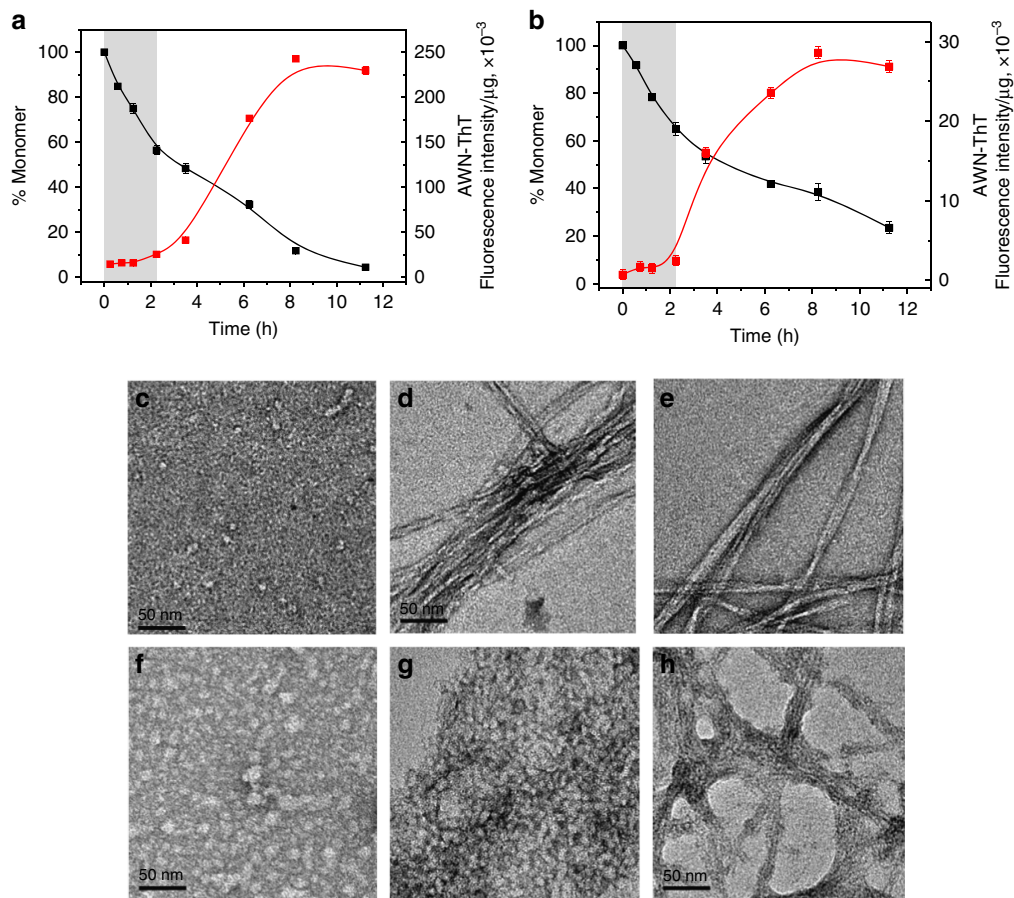 a
100
80
60
40
20
0
% Monomer
250
200
150
100
50
0
AWN-ThT
Fluorescence intensity/μg, ×10⁻³
0 2 4 6 8 10 12
Time (h)
b
100
80
60
40
20
0
% Monomer
30
20
10
0
AWN-ThT
Fluorescence intensity/μg, ×10⁻³
0 2 4 6 8 10 12
Time (h)
c
50 nm
d
50 nm
e
f
50 nm
g
h
50 nm